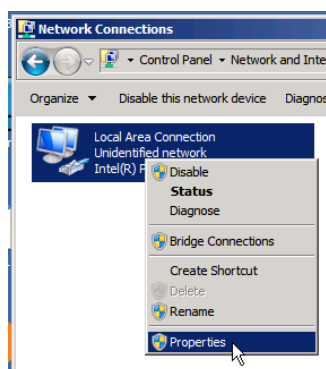 Network Connections
Control Panel Network and Inte
Organize Disable this network device Diagnos
Local Area Connection
Unidentified network
Intel(R) P
Disable
Status
Diagnose
Bridge Connections
Create Shortcut
Delete
Rename
Properties